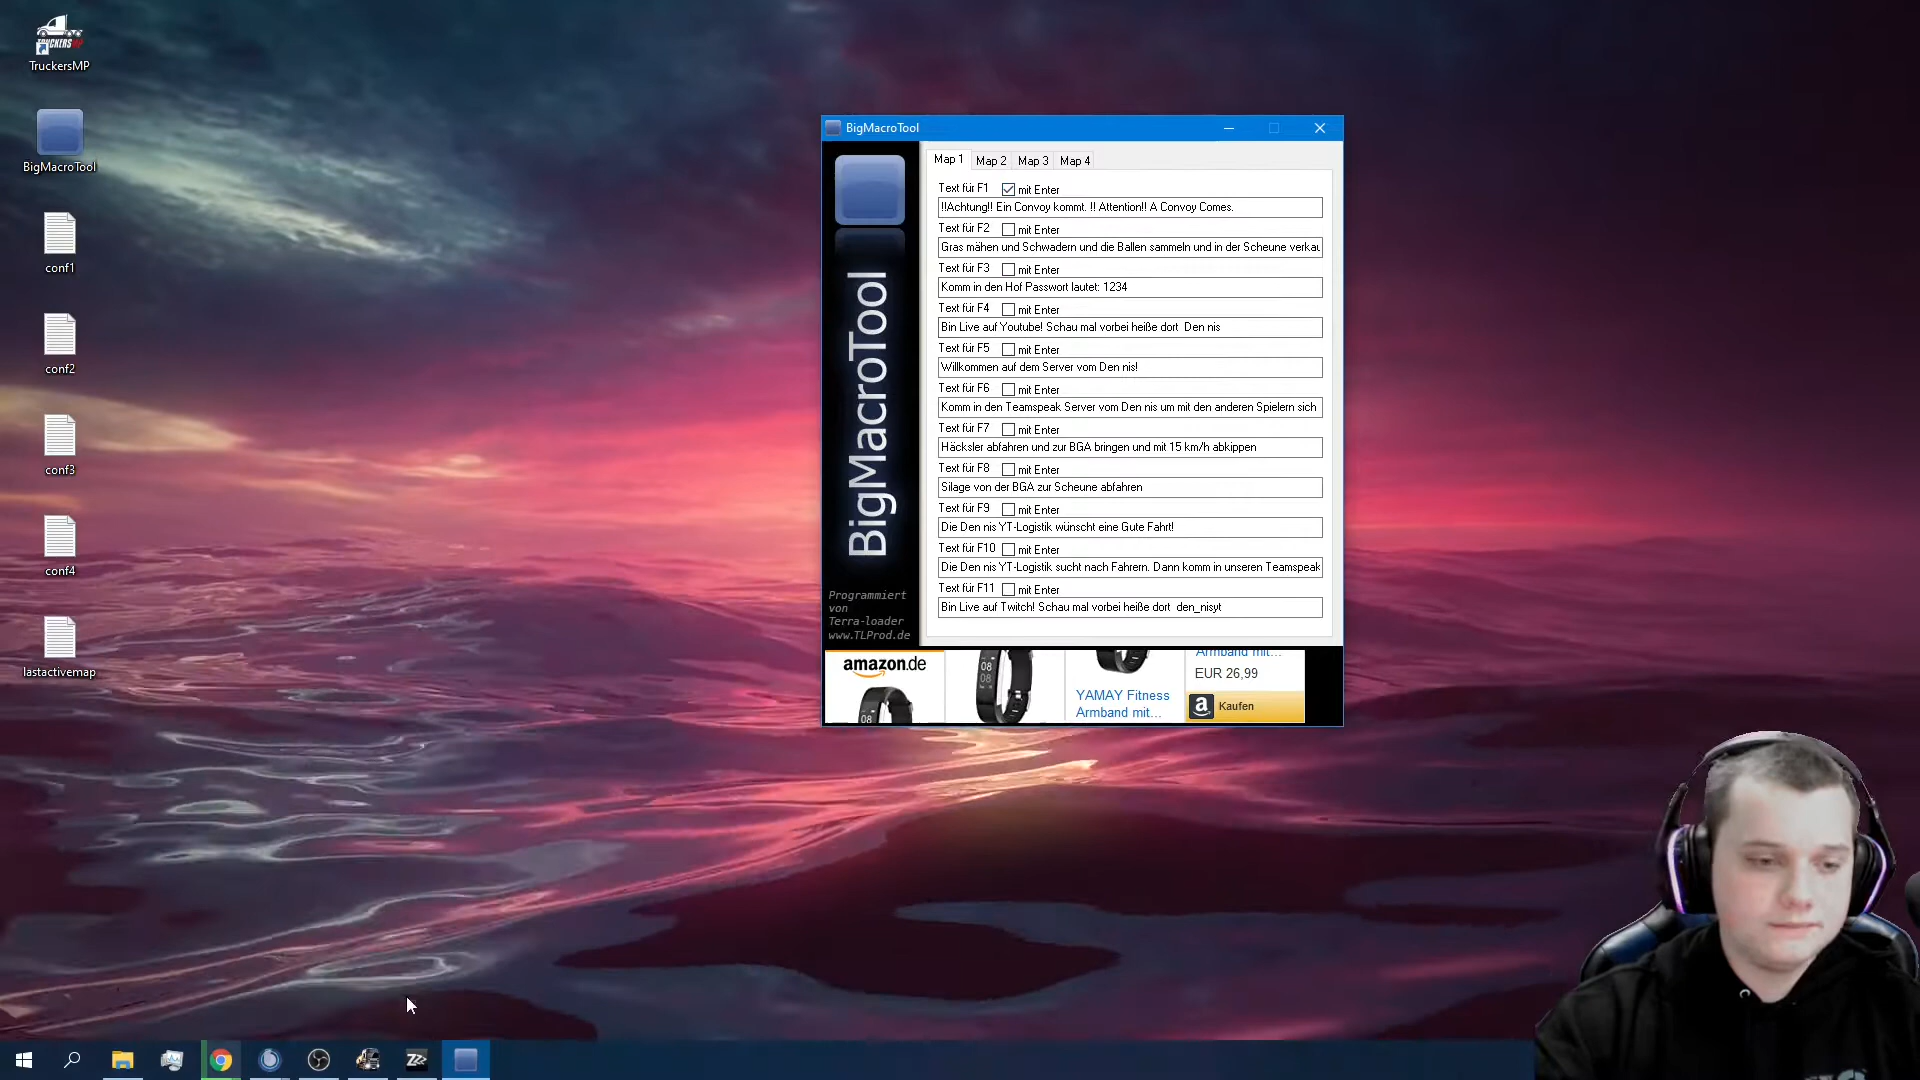 TruckersMP
BigMacroTool
conf1
conf2
conf3
conf4
lastactivemap
BigMacroTool
BigMacroTool
Programmiert
von
Terra-loader
www.TLProd.de
Map 1 Map 2 Map 3 Map 4
Text für F1 mit Enter
!!Achtung!! Ein Convoy kommt. !! Attention!! A Convoy Comes.
Text für F2 mit Enter
Gras mähen und Schwadern und die Ballen sammeln und in der Scheune verkau
Text für F3 mit Enter
Komm in den Hof Passwort lautet: 1234
Text für F4 mit Enter
Bin Live auf Youtube! Schau mal vorbei heiße dort Den nis
Text für F5 mit Enter
Willkommen auf dem Server vom Den nis!
Text für F6 mit Enter
Komm in den Teamspeak Server vom Den nis um mit den anderen Spielern sich
Text für F7 mit Enter
Häcksler abfahren und zur BGA bringen und mit 15 km/h abkippen
Text für F8 mit Enter
Silage von der BGA zur Scheune abfahren
Text für F9 mit Enter
Die Den nis YT-Logistik wünscht eine Gute Fahrt!
Text für F10 mit Enter
Die Den nis YT-Logistik sucht nach Fahrern. Dann komm in unseren Teamspeak
Text für F11 mit Enter
Bin Live auf Twitch! Schau mal vorbei heiße dort den_nisyt
amazon.de
08
08
YAMAY Fitness
Armband mit...
Armband mit...
EUR 26,99
Kaufen